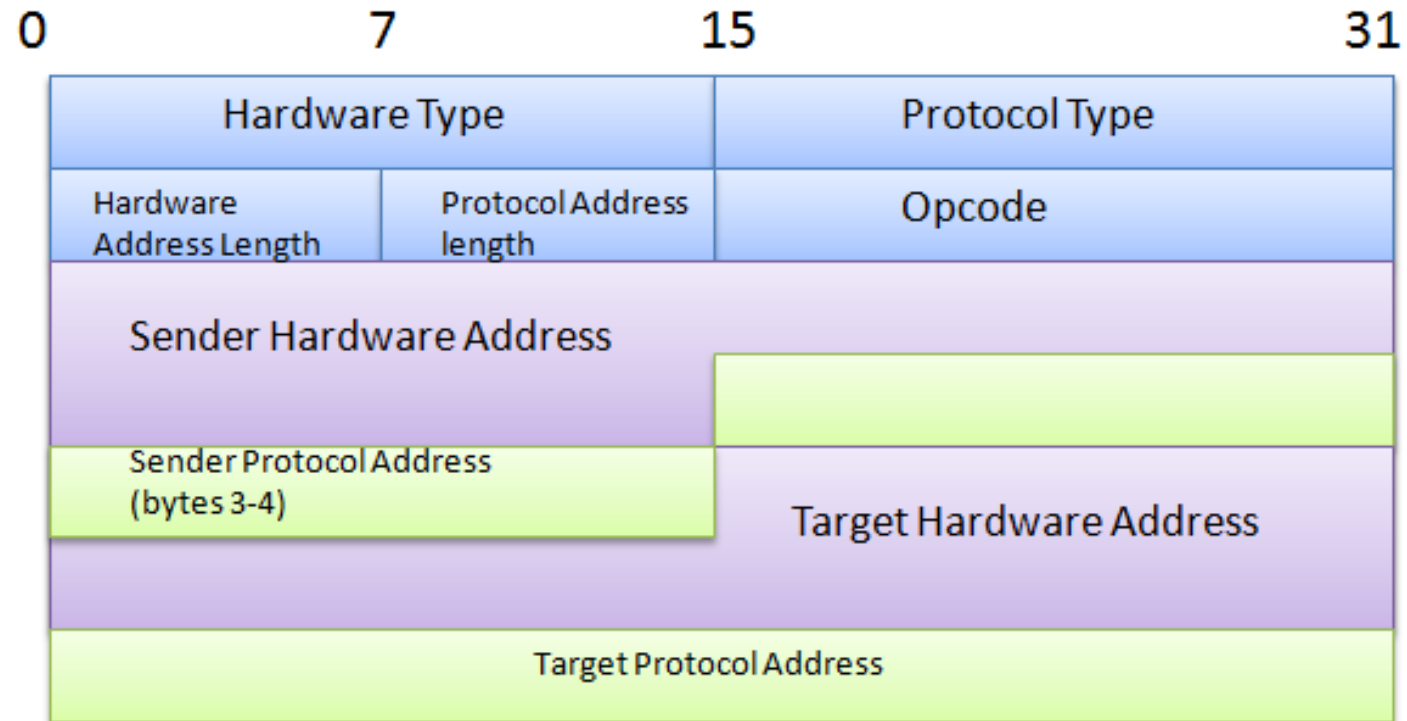 0 7 15 31
Hardware Type Protocol Type
Hardware
Address Length
Protocol Address
length
Opcode
Sender Hardware Address
Sender Protocol Address
(bytes 3-4)
Target Hardware Address
Target Protocol Address